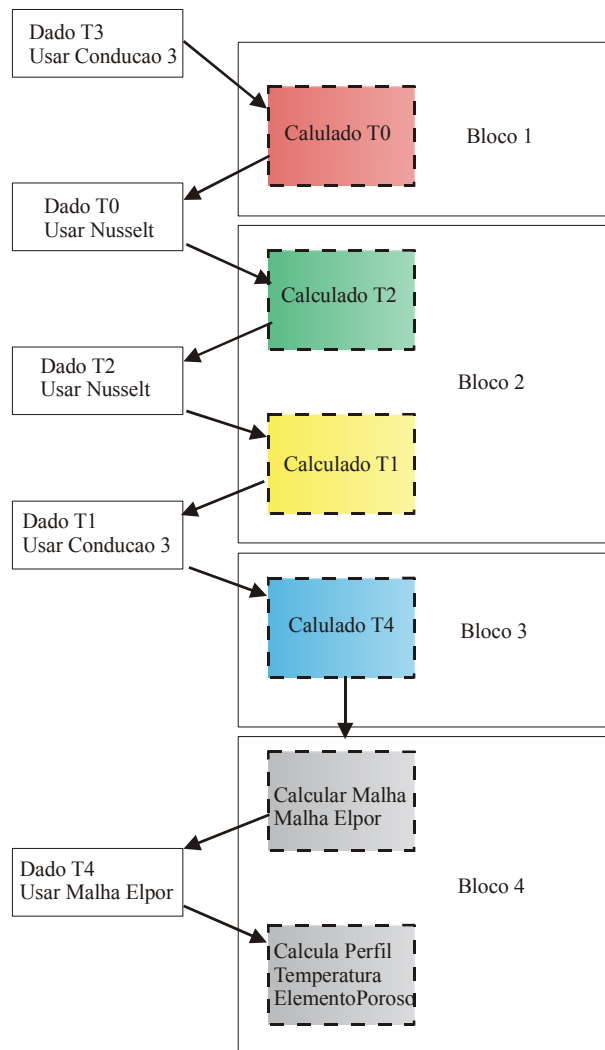 Dado T3
Usar Conducao 3
Calulado T0
Bloco 1
Dado T0
Usar Nusselt
Calculado T2
Dado T2
Usar Nusselt
Bloco 2
Calculado T1
Dado T1
Usar Conducao 3
Calulado T4
Bloco 3
Calcular Malha
Malha Elpor
Dado T4
Usar Malha Elpor
Bloco 4
Calcula Perfil
Temperatura
ElementoPoroso